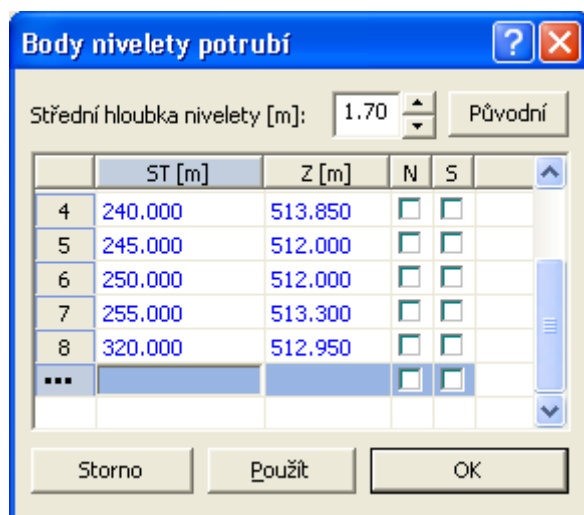 Body nivelety potrubí
Střední hloubka nivelety [m]: 1.70 Původní
ST [m] Z [m] N S
4 240.000 513.850
5 245.000 512.000
6 250.000 512.000
7 255.000 513.300
8 320.000 512.950
...
Storno Použít OK